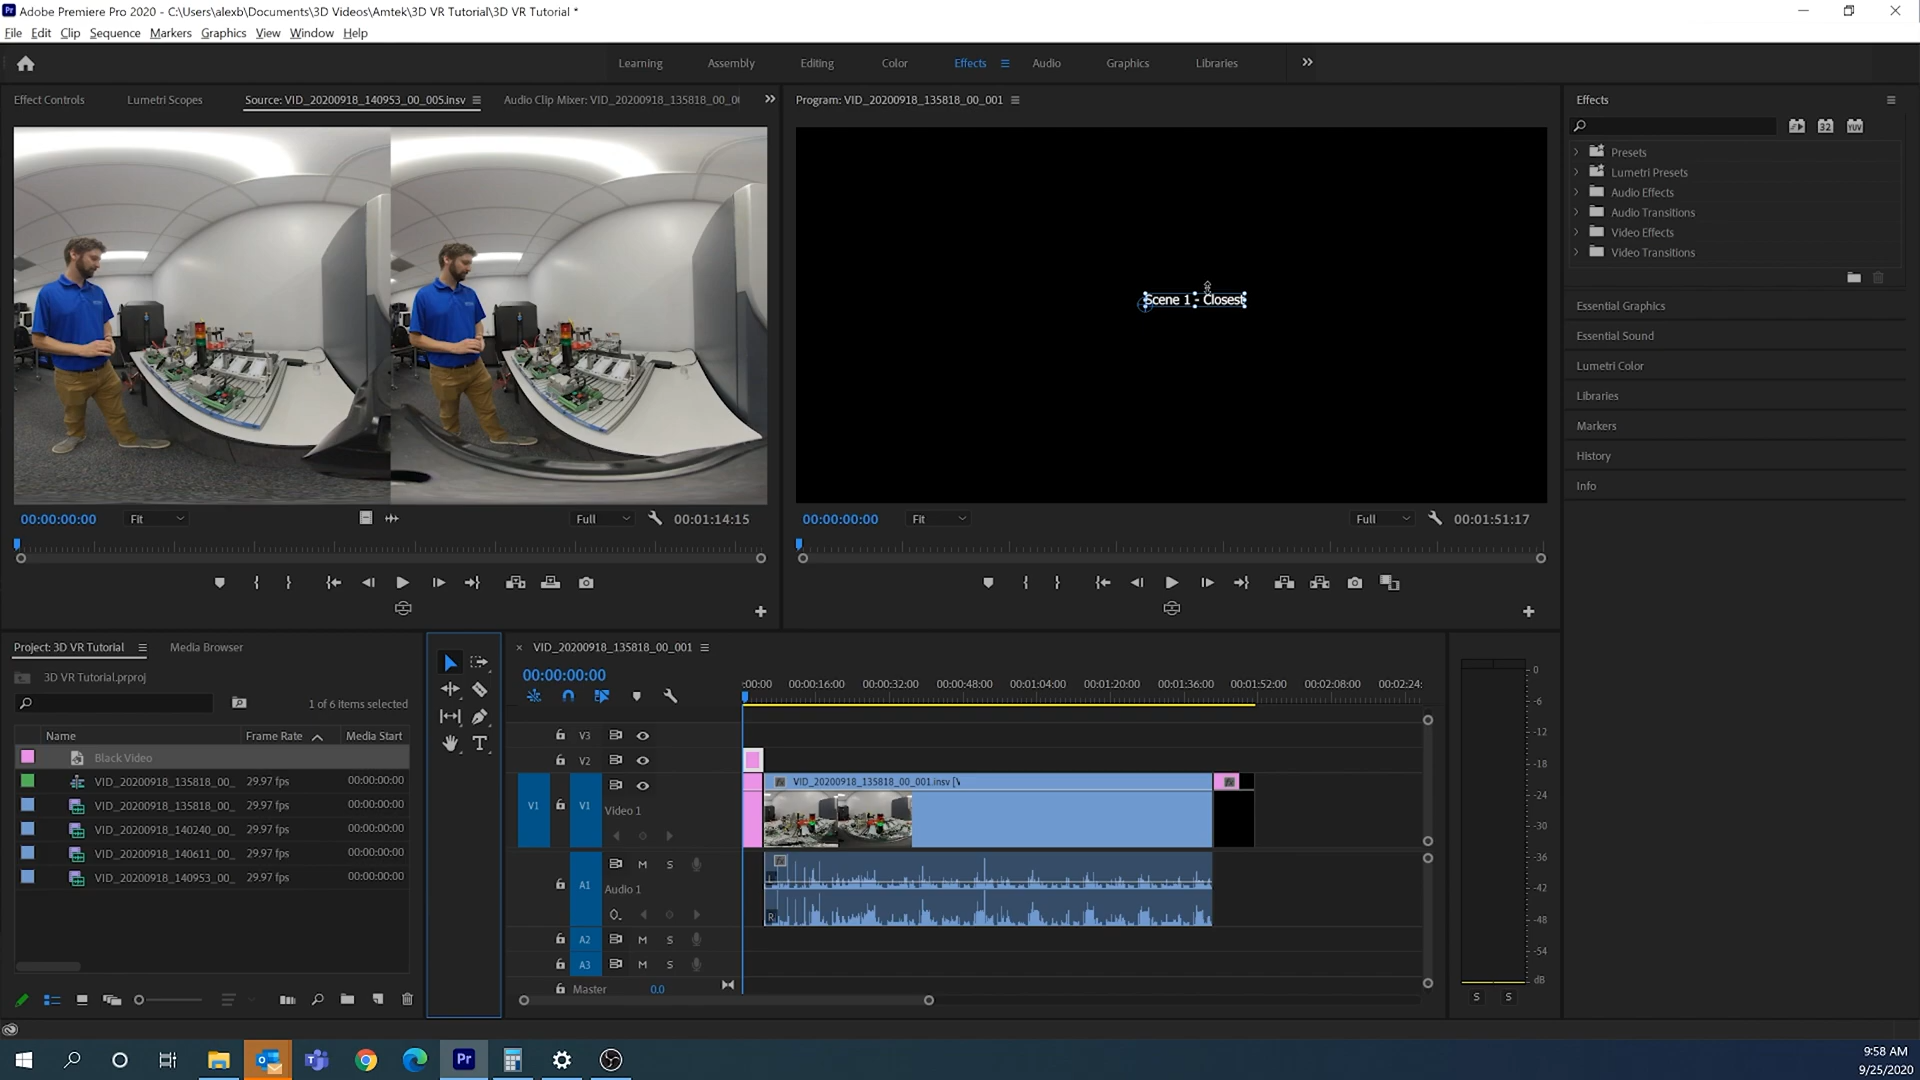 Adobe Premiere Pro 2020 - C:\Users\alexb\Documents\3D Videos\Amtek\3D VR Tutorial\3D VR Tutorial *
File Edit Clip Sequence Markers Graphics View Window Help
Learning Assembly Editing Color Effects Audio Graphics Libraries
Effect Controls Lumetri Scopes Source: VID_20200918_140953_00_005.insv Audio Clip Mixer: VID_20200918_135818_00_0
Program: VID_20200918_135818_00_001
Effects
Presets
Lumetri Presets
Audio Effects
Audio Transitions
Video Effects
Video Transitions
Essential Graphics
Essential Sound
Lumetri Color
Libraries
Markers
History
Info
Scene 1 - Closest
00:00:00:00 Fit Full 00:01:14:15
00:00:00:00 Fit Full 00:01:51:17
Project: 3D VR Tutorial Media Browser
3D VR Tutorial.prproj
1 of 6 items selected
Name Frame Rate Media Start
Black Video
VID_20200918_135818_00_ 29.97 fps 00:00:00:00
VID_20200918_135818_00_ 29.97 fps 00:00:00:00
VID_20200918_140240_00_ 29.97 fps 00:00:00:00
VID_20200918_140611_00_ 29.97 fps 00:00:00:00
VID_20200918_140953_00_ 29.97 fps 00:00:00:00
VID_20200918_135818_00_001
00:00:00:00
:00:00 00:00:16:00 00:00:32:00 00:00:48:00 00:01:04:00 00:01:20:00 00:01:36:00 00:01:52:00 00:02:08:00 00:02:24:
V3
V2
V1 V1 Video 1
VID_20200918_135818_00_001.insv [V
A1 M S Audio 1
L
R
A2 M S
A3 M S
Master 0.0
0
-6
-12
-18
-24
-30
-36
-42
-48
-54
dB
S S
9:58 AM
9/25/2020